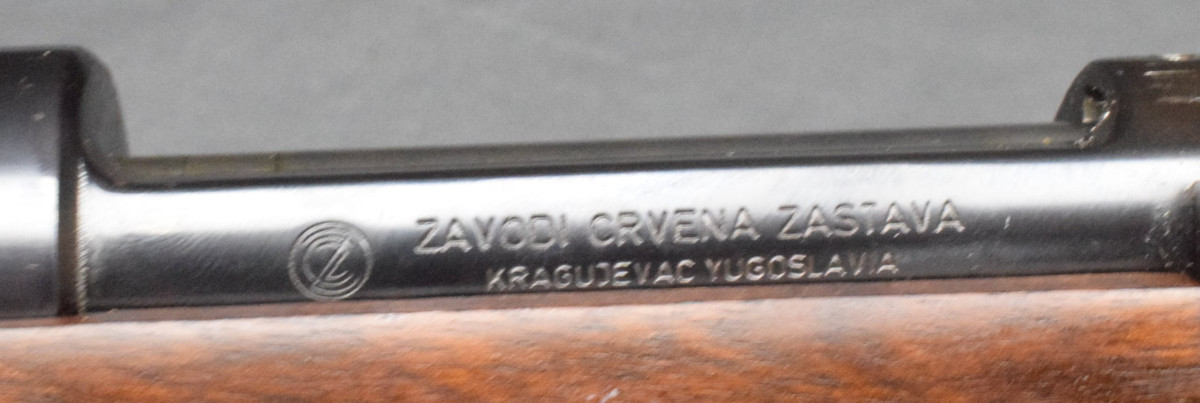 ZAVODI CRVENA ZASTAVA
KRAGUJEVAC YUGOSLAVIA